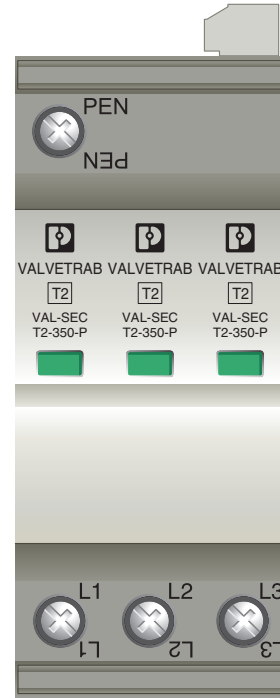 PEN
PEN
VALVETRAB VALVETRAB VALVETRAB
T2 T2 T2
VAL-SEC VAL-SEC VAL-SEC
T2-350-P T2-350-P T2-350-P
L1 L2 L3
L1 L2 L3